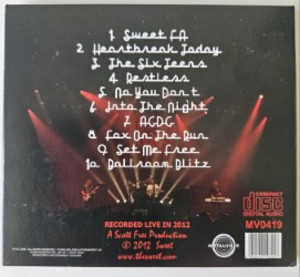 1 Sweet FA
2 Heartbreak Today
3 The Six Teens
4 Restless
5 No You Don't
6 Into The Night
7 ACDC
8 Fox On The Run
9 Set Me Free
10 Ballroom Blitz
RECORDED LIVE IN 2012
A Scott Free Production
© 2012 Sweet
www.thesweet.com
COMPACT
disc
DIGITAL AUDIO
MV0419